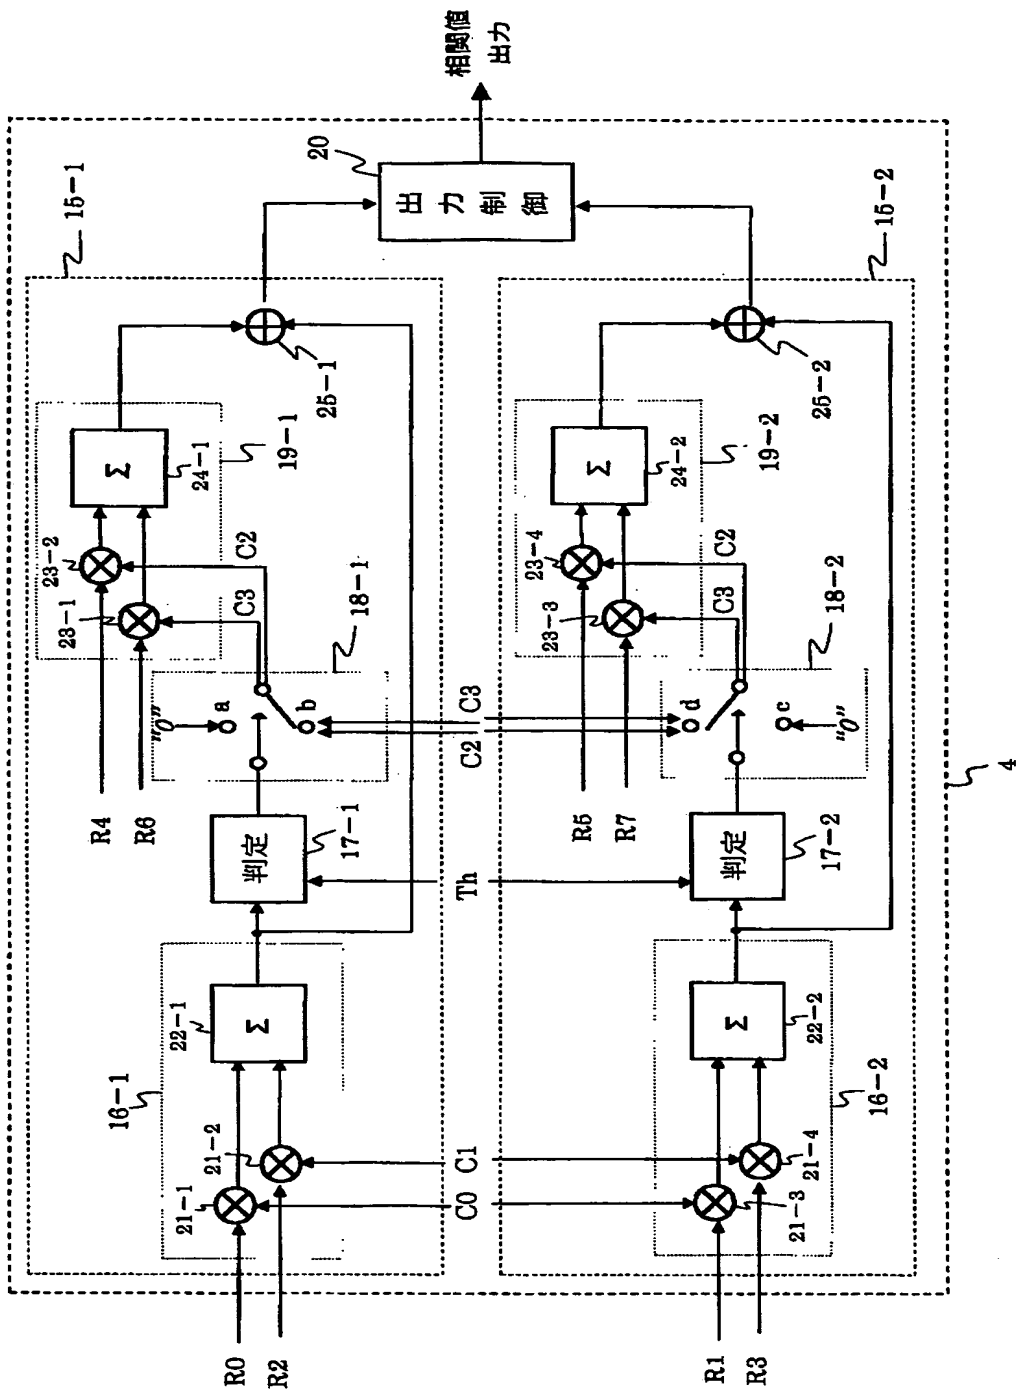 相関値
出力
20
出力制御
15-1
25-1
Σ
24-1
19-1
23-2
23-1
C2
C3
18-1
"0"
a
b
R4
R6
判定
17-1
16-1
22-1
Σ
21-2
21-1
R0
R2
C3
C2
Th
C1
C0
15-2
25-2
Σ
24-2
19-2
23-4
23-3
C2
C3
18-2
d
c
"0"
R5
R7
判定
17-2
Σ
22-2
16-2
21-4
21-3
R1
R3
4